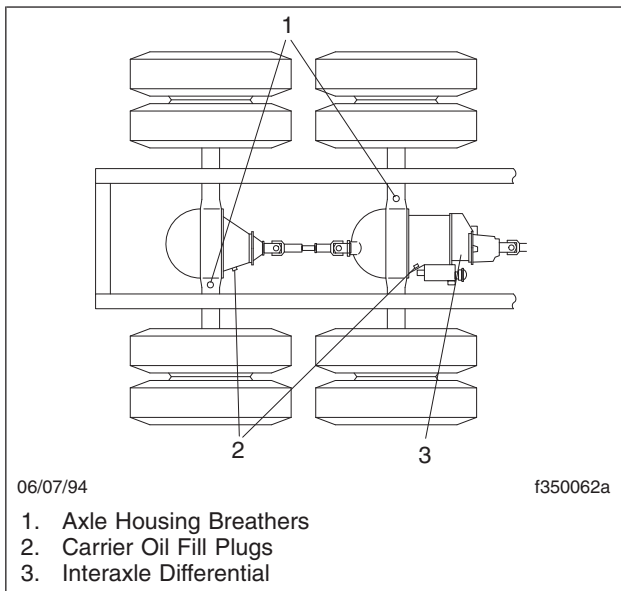 1
2
3
06/07/94 f350062a
1. Axle Housing Breathers
2. Carrier Oil Fill Plugs
3. Interaxle Differential